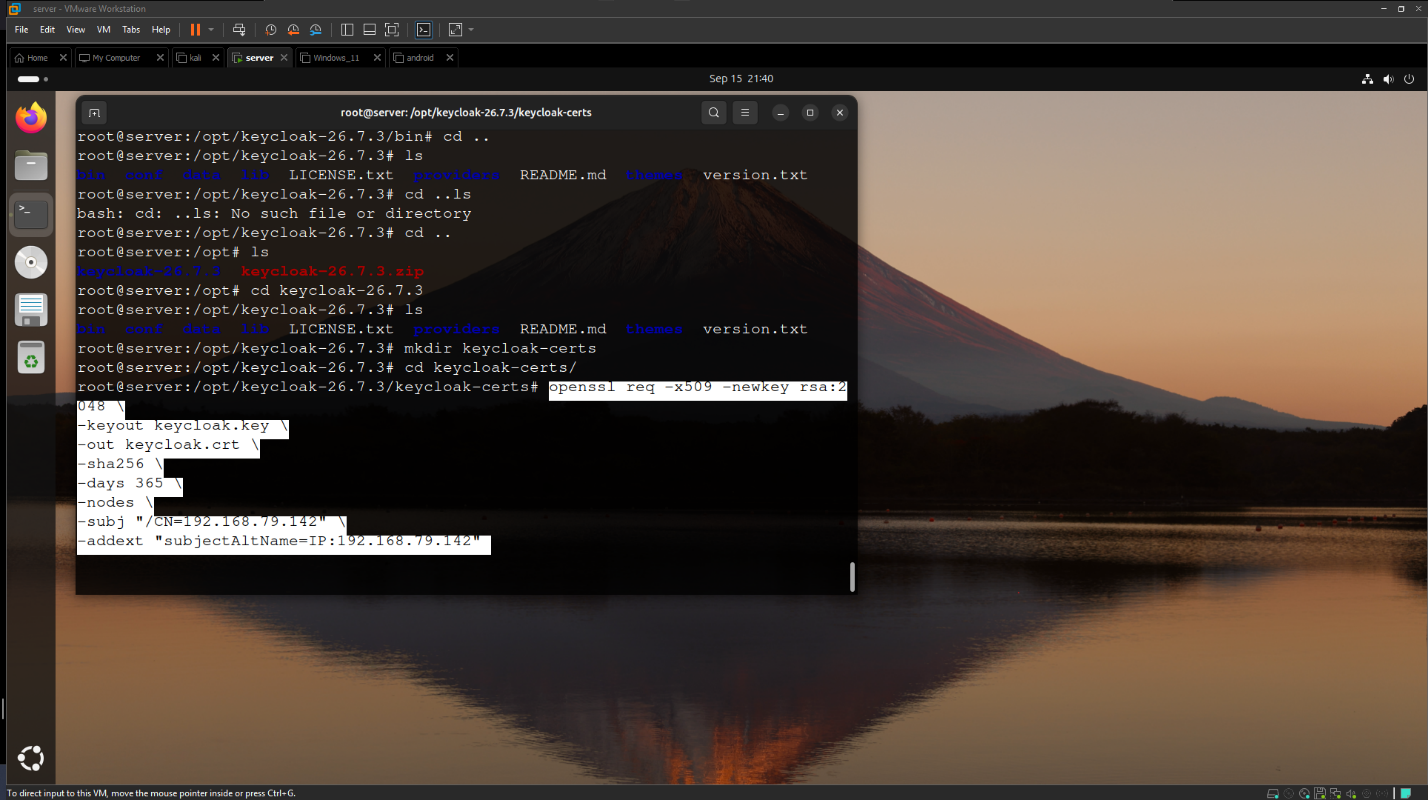 server - VMware Workstation
File Edit View VM Tabs Help
Home My Computer kali server Windows_11 android
Sep 15 21:40
root@server: /opt/keycloak-26.7.3/keycloak-certs
root@server:/opt/keycloak-26.7.3/bin# cd ..
root@server:/opt/keycloak-26.7.3# ls
bin conf data lib LICENSE.txt providers README.md themes version.txt
root@server:/opt/keycloak-26.7.3# cd ..ls
bash: cd: ..ls: No such file or directory
root@server:/opt/keycloak-26.7.3# cd ..
root@server:/opt# ls
keycloak-26.7.3 keycloak-26.7.3.zip
root@server:/opt# cd keycloak-26.7.3
root@server:/opt/keycloak-26.7.3# ls
bin conf data lib LICENSE.txt providers README.md themes version.txt
root@server:/opt/keycloak-26.7.3# mkdir keycloak-certs
root@server:/opt/keycloak-26.7.3# cd keycloak-certs/
root@server:/opt/keycloak-26.7.3/keycloak-certs# openssl req -x509 -newkey rsa:2
048 \
-keyout keycloak.key \
-out keycloak.crt \
-sha256 \
-days 365 \
-nodes \
-subj "/CN=192.168.79.142" \
-addext "subjectAltName=IP:192.168.79.142"
To direct input to this VM, move the mouse pointer inside or press Ctrl+G.